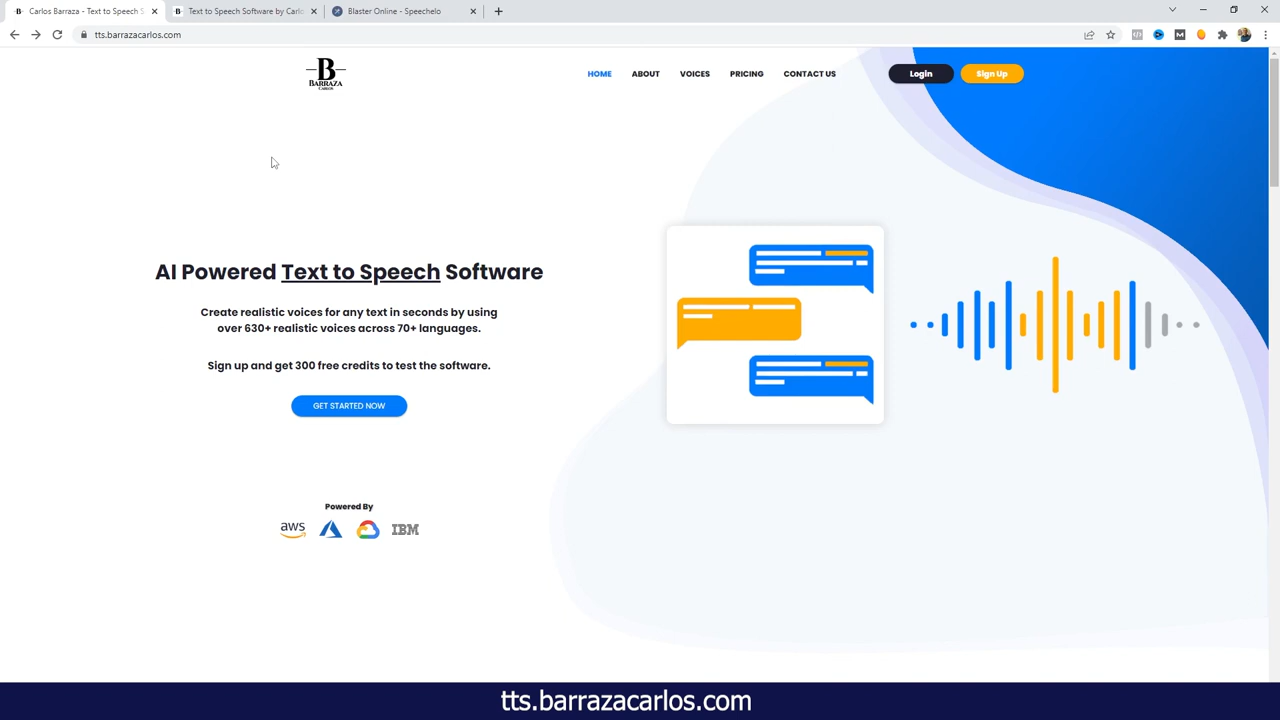 Carlos Barraza - Text to Speech S
Text to Speech Software by Carlo
Blaster Online - Speechelo
tts.barrazacarlos.com
B
BARRAZA
CARLOS
HOME
ABOUT
VOICES
PRICING
CONTACT US
Login
Sign Up
AI Powered Text to Speech Software
Create realistic voices for any text in seconds by using
over 630+ realistic voices across 70+ languages.
Sign up and get 300 free credits to test the software.
GET STARTED NOW
Powered By
aws
IBM
tts.barrazacarlos.com